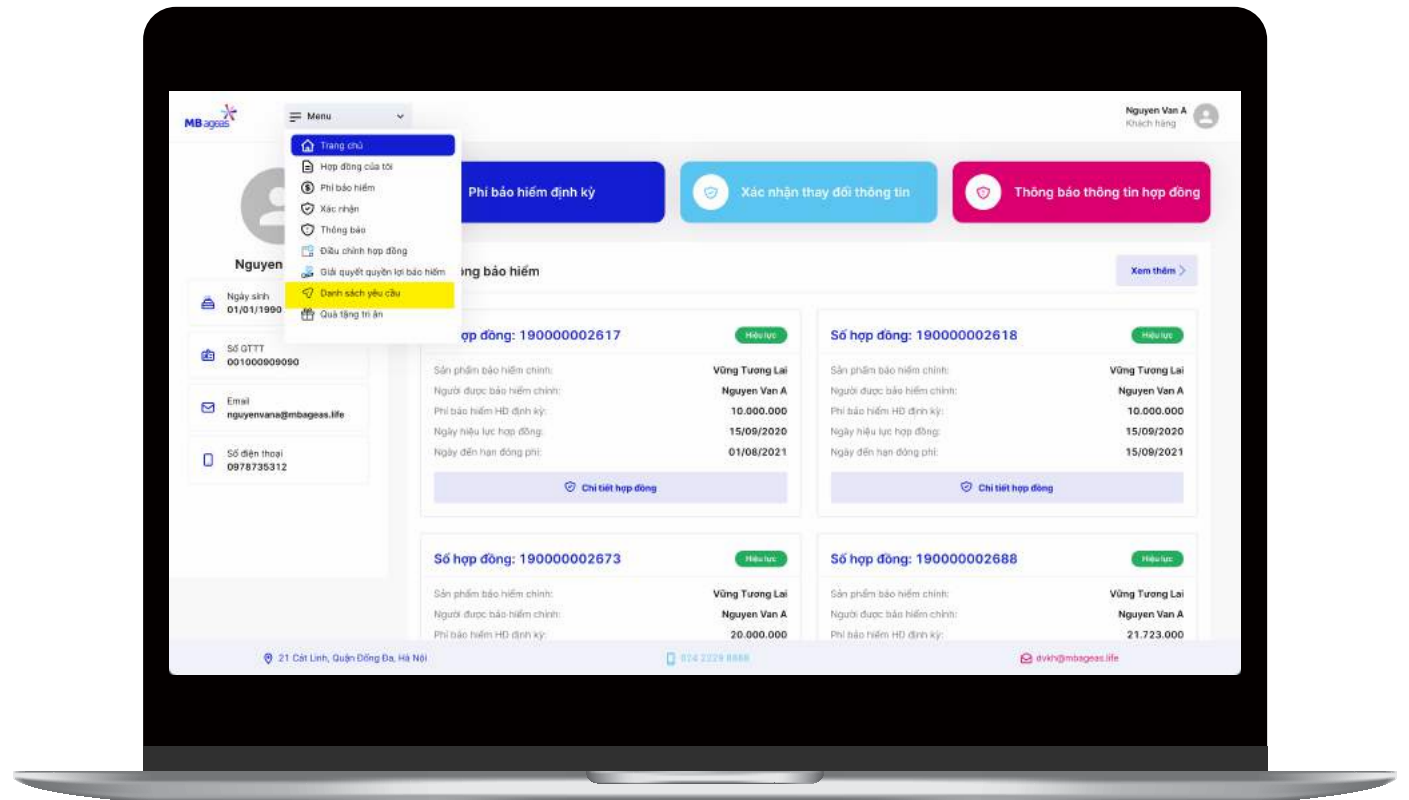 MB ageas
Menu
Nguyen Van A
Khách hàng
Trang chủ
Hợp đồng của tôi
Phí bảo hiểm
Xác nhận
Thông báo
Điều chỉnh hợp đồng
Giải quyết quyền lợi bảo hiểm
Danh sách yêu cầu
Quà tặng tri ân
Phí bảo hiểm định kỳ
Xác nhận thay đổi thông tin
Thông báo thông tin hợp đồng
Nguyen
Ngày sinh
01/01/1990
Số GTTT
001000909090
Email
nguyenvana@mbageas.life
Số điện thoại
0978735312
ng bảo hiểm
Xem thêm
ợp đồng: 190000002617
Hiệu lực
Sản phẩm bảo hiểm chính:
Vững Tương Lai
Người được bảo hiểm chính:
Nguyen Van A
Phí bảo hiểm HĐ định kỳ:
10.000.000
Ngày hiệu lực hợp đồng:
15/09/2020
Ngày đến hạn đóng phí:
01/08/2021
Chi tiết hợp đồng
Số hợp đồng: 190000002618
Hiệu lực
Sản phẩm bảo hiểm chính:
Vững Tương Lai
Người được bảo hiểm chính:
Nguyen Van A
Phí bảo hiểm HĐ định kỳ:
10.000.000
Ngày hiệu lực hợp đồng:
15/09/2020
Ngày đến hạn đóng phí:
15/09/2021
Chi tiết hợp đồng
Số hợp đồng: 190000002673
Hiệu lực
Sản phẩm bảo hiểm chính:
Vững Tương Lai
Người được bảo hiểm chính:
Nguyen Van A
Phí bảo hiểm HĐ định kỳ:
20.000.000
Số hợp đồng: 190000002688
Hiệu lực
Sản phẩm bảo hiểm chính:
Vững Tương Lai
Người được bảo hiểm chính:
Nguyen Van A
Phí bảo hiểm HĐ định kỳ:
21.723.000
21 Cát Linh, Quận Đống Đa, Hà Nội
024 2229 8888
dvkh@mbageas.life